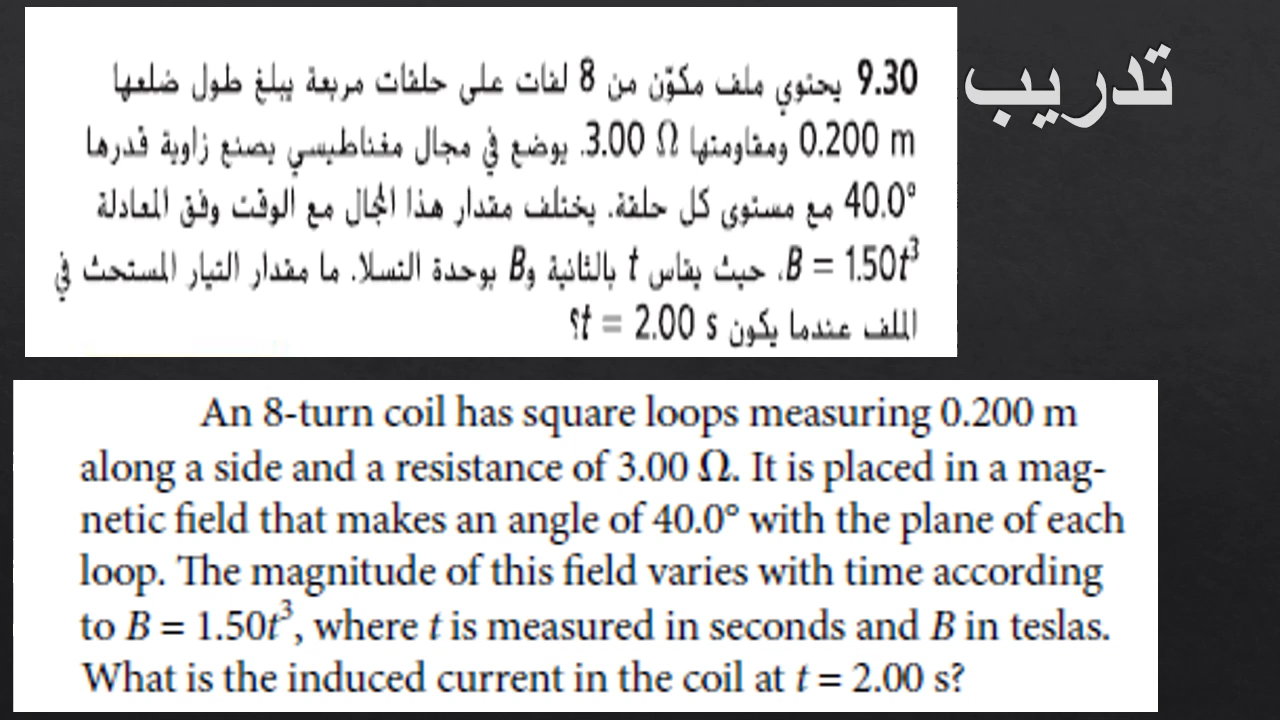 تدريب
9.30 يحتوي ملف مكوّن من 8 لفات على حلقات مربعة يبلغ طول ضلعها
0.200 m ومقاومتها 3.00 Ω. يوضع في مجال مغناطيسي يصنع زاوية قدرها
40.0° مع مستوى كل حلقة. يختلف مقدار هذا المجال مع الوقت وفق المعادلة
B = 1.50t³، حيث يقاس t بالثانية وB بوحدة التسلا. ما مقدار التيار المستحث في
الملف عندما يكون t = 2.00 s؟
An 8-turn coil has square loops measuring 0.200 m
along a side and a resistance of 3.00 Ω. It is placed in a mag-
netic field that makes an angle of 40.0° with the plane of each
loop. The magnitude of this field varies with time according
to B = 1.50t³, where t is measured in seconds and B in teslas.
What is the induced current in the coil at t = 2.00 s?